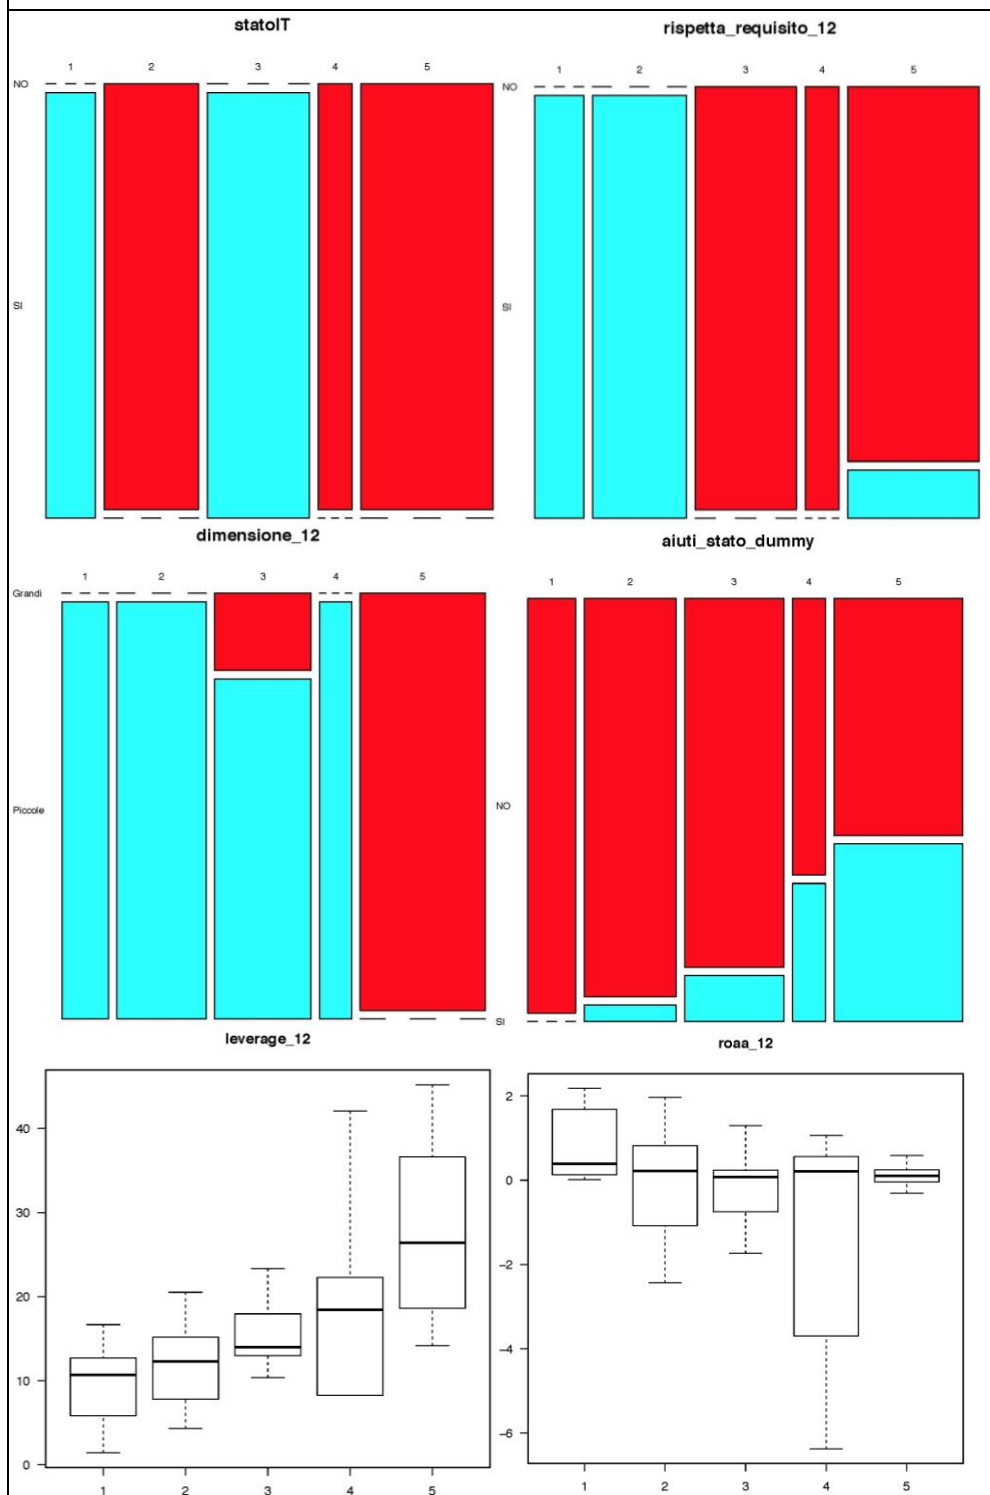 statoIT
1 2 3 4 5
NO
SI
rispetta_requisito_12
1 2 3 4 5
NO
SI
dimensione_12
1 2 3 4 5
Grandi
Piccole
aiuti_stato_dummy
1 2 3 4 5
NO
SI
leverage_12
40
30
20
10
0
1 2 3 4 5
roaa_12
2
0
−2
−4
−6
1 2 3 4 5